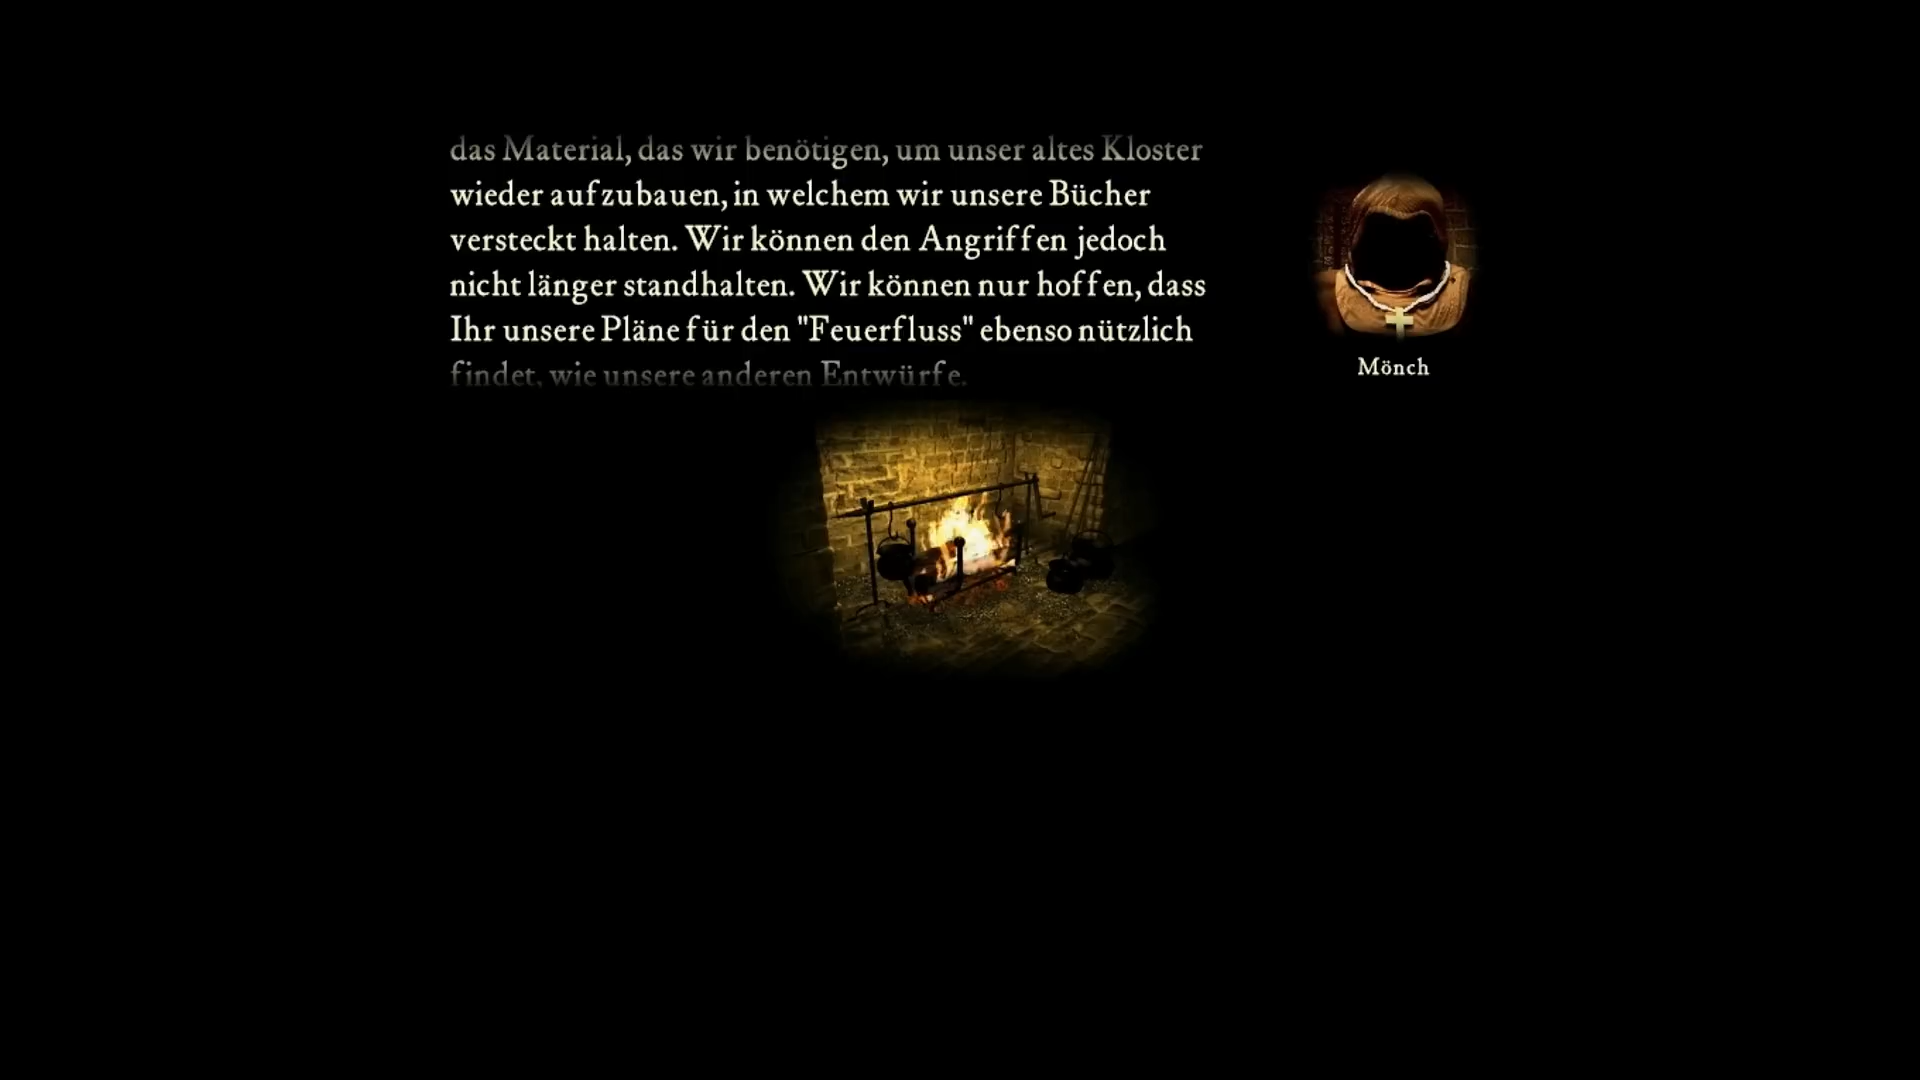 das Material, das wir benötigen, um unser altes Kloster
wieder aufzubauen, in welchem wir unsere Bücher
versteckt halten. Wir können den Angriffen jedoch
nicht länger standhalten. Wir können nur hoffen, dass
Ihr unsere Pläne für den "Feuerfluss" ebenso nützlich
findet, wie unsere anderen Entwürfe.
Mönch